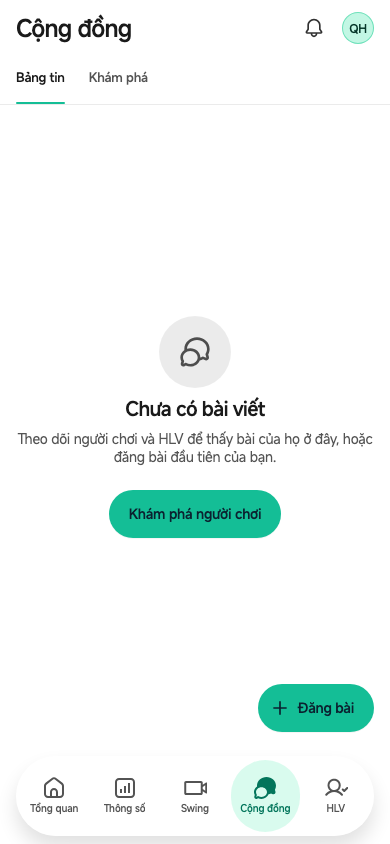 Cộng đồng
QH
Bảng tin
Khám phá
Chưa có bài viết
Theo dõi người chơi và HLV để thấy bài của họ ở đây, hoặc
đăng bài đầu tiên của bạn.
Khám phá người chơi
Đăng bài
Tổng quan
Thông số
Swing
Cộng đồng
HLV